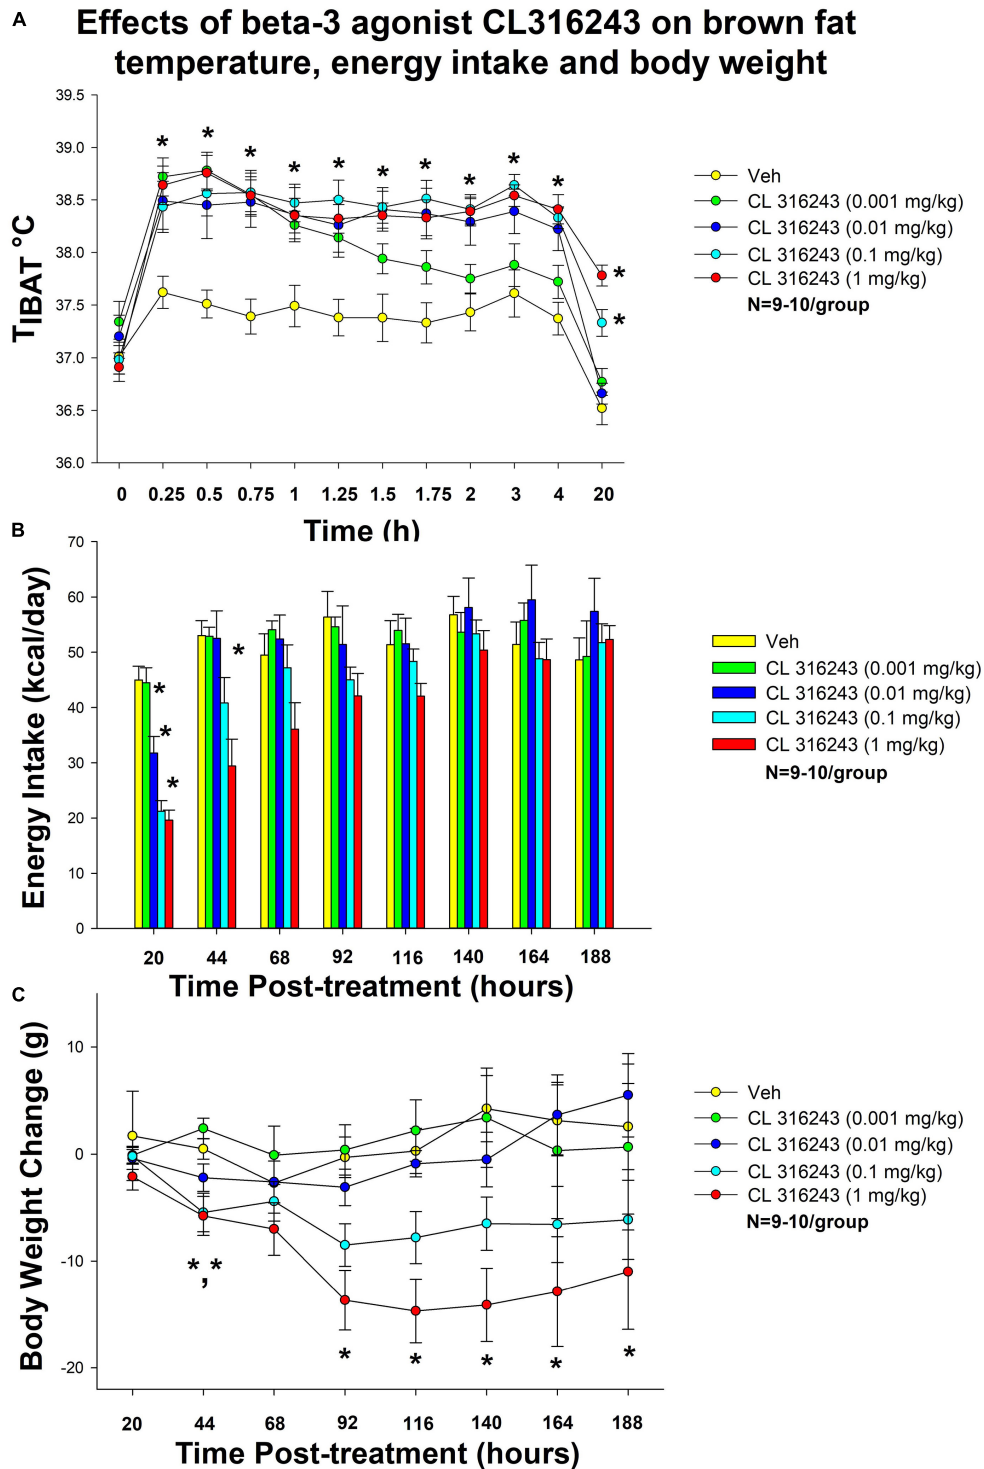 A
Effects of beta-3 agonist CL316243 on brown fat
temperature, energy intake and body weight
TIBAT °C
39.5
39.0
38.5
38.0
37.5
37.0
36.5
36.0
* * * * * * * * * *
*
*
0 0.25 0.5 0.75 1 1.25 1.5 1.75 2 3 4 20
Time (h)
Veh
CL 316243 (0.001 mg/kg)
CL 316243 (0.01 mg/kg)
CL 316243 (0.1 mg/kg)
CL 316243 (1 mg/kg)
N=9-10/group
B
Energy Intake (kcal/day)
70
60
50
40
30
20
10
0
*
*
*
*
20 44 68 92 116 140 164 188
Time Post-treatment (hours)
Veh
CL 316243 (0.001 mg/kg)
CL 316243 (0.01 mg/kg)
CL 316243 (0.1 mg/kg)
CL 316243 (1 mg/kg)
N=9-10/group
C
Body Weight Change (g)
10
0
-10
-20
*,*
* * * * *
20 44 68 92 116 140 164 188
Time Post-treatment (hours)
Veh
CL 316243 (0.001 mg/kg)
CL 316243 (0.01 mg/kg)
CL 316243 (0.1 mg/kg)
CL 316243 (1 mg/kg)
N=9-10/group